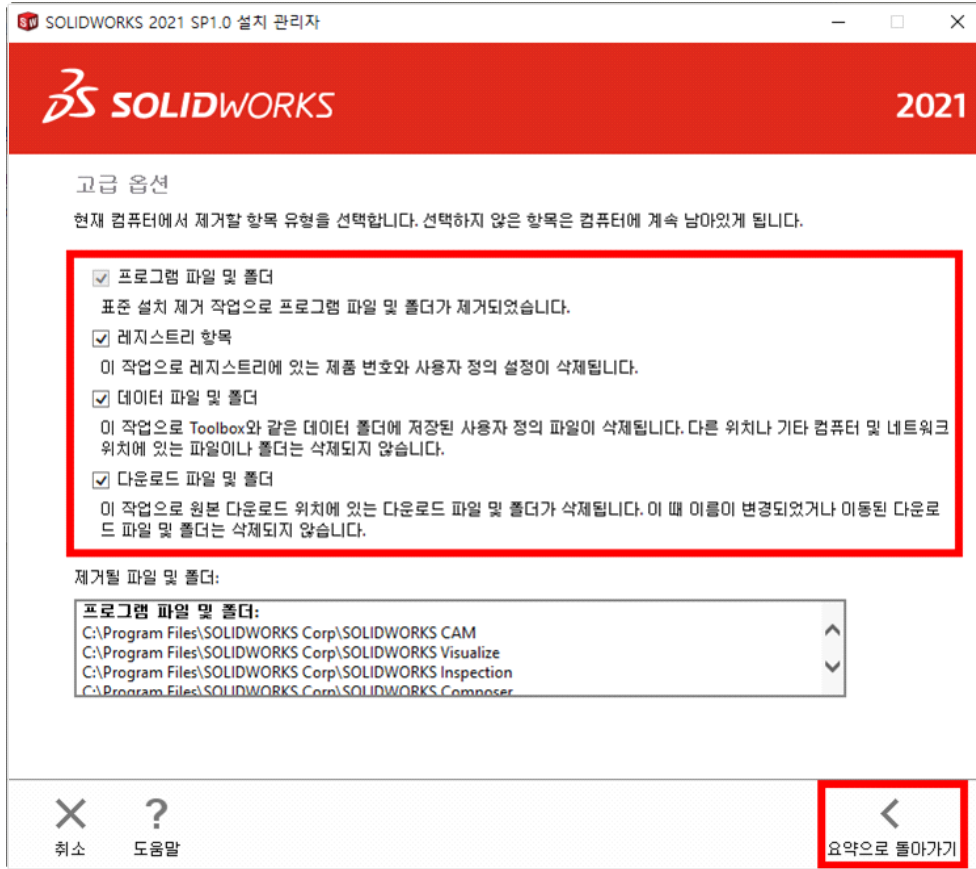 SOLIDWORKS 2021 SP1.0 설치 관리자
SOLIDWORKS 2021
고급 옵션
현재 컴퓨터에서 제거할 항목 유형을 선택합니다. 선택하지 않은 항목은 컴퓨터에 계속 남아있게 됩니다.
프로그램 파일 및 폴더
표준 설치 제거 작업으로 프로그램 파일 및 폴더가 제거되었습니다.
레지스트리 항목
이 작업으로 레지스트리에 있는 제품 번호와 사용자 정의 설정이 삭제됩니다.
데이터 파일 및 폴더
이 작업으로 Toolbox와 같은 데이터 폴더에 저장된 사용자 정의 파일이 삭제됩니다. 다른 위치나 기타 컴퓨터 및 네트워크
위치에 있는 파일이나 폴더는 삭제되지 않습니다.
다운로드 파일 및 폴더
이 작업으로 원본 다운로드 위치에 있는 다운로드 파일 및 폴더가 삭제됩니다. 이 때 이름이 변경되었거나 이동된 다운로
드 파일 및 폴더는 삭제되지 않습니다.
제거될 파일 및 폴더:
프로그램 파일 및 폴더:
C:\Program Files\SOLIDWORKS Corp\SOLIDWORKS CAM
C:\Program Files\SOLIDWORKS Corp\SOLIDWORKS Visualize
C:\Program Files\SOLIDWORKS Corp\SOLIDWORKS Inspection
C:\Program Files\SOLIDWORKS Corp\SOLIDWORKS Composer
취소
도움말
요약으로 돌아가기